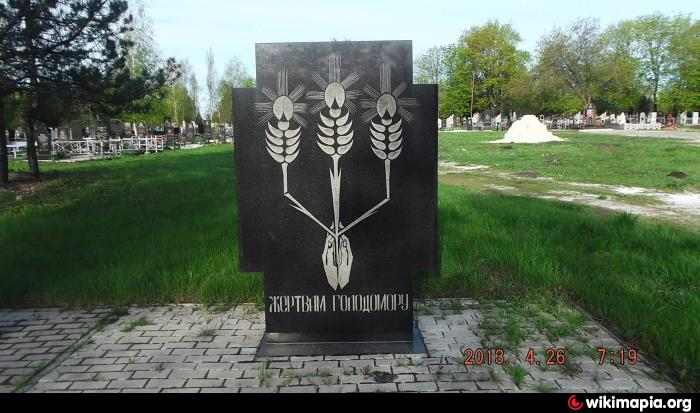 ЖЕРТВАМ ГОЛОДОМОРУ
2013. 4.26 7:19
wikimapia.org